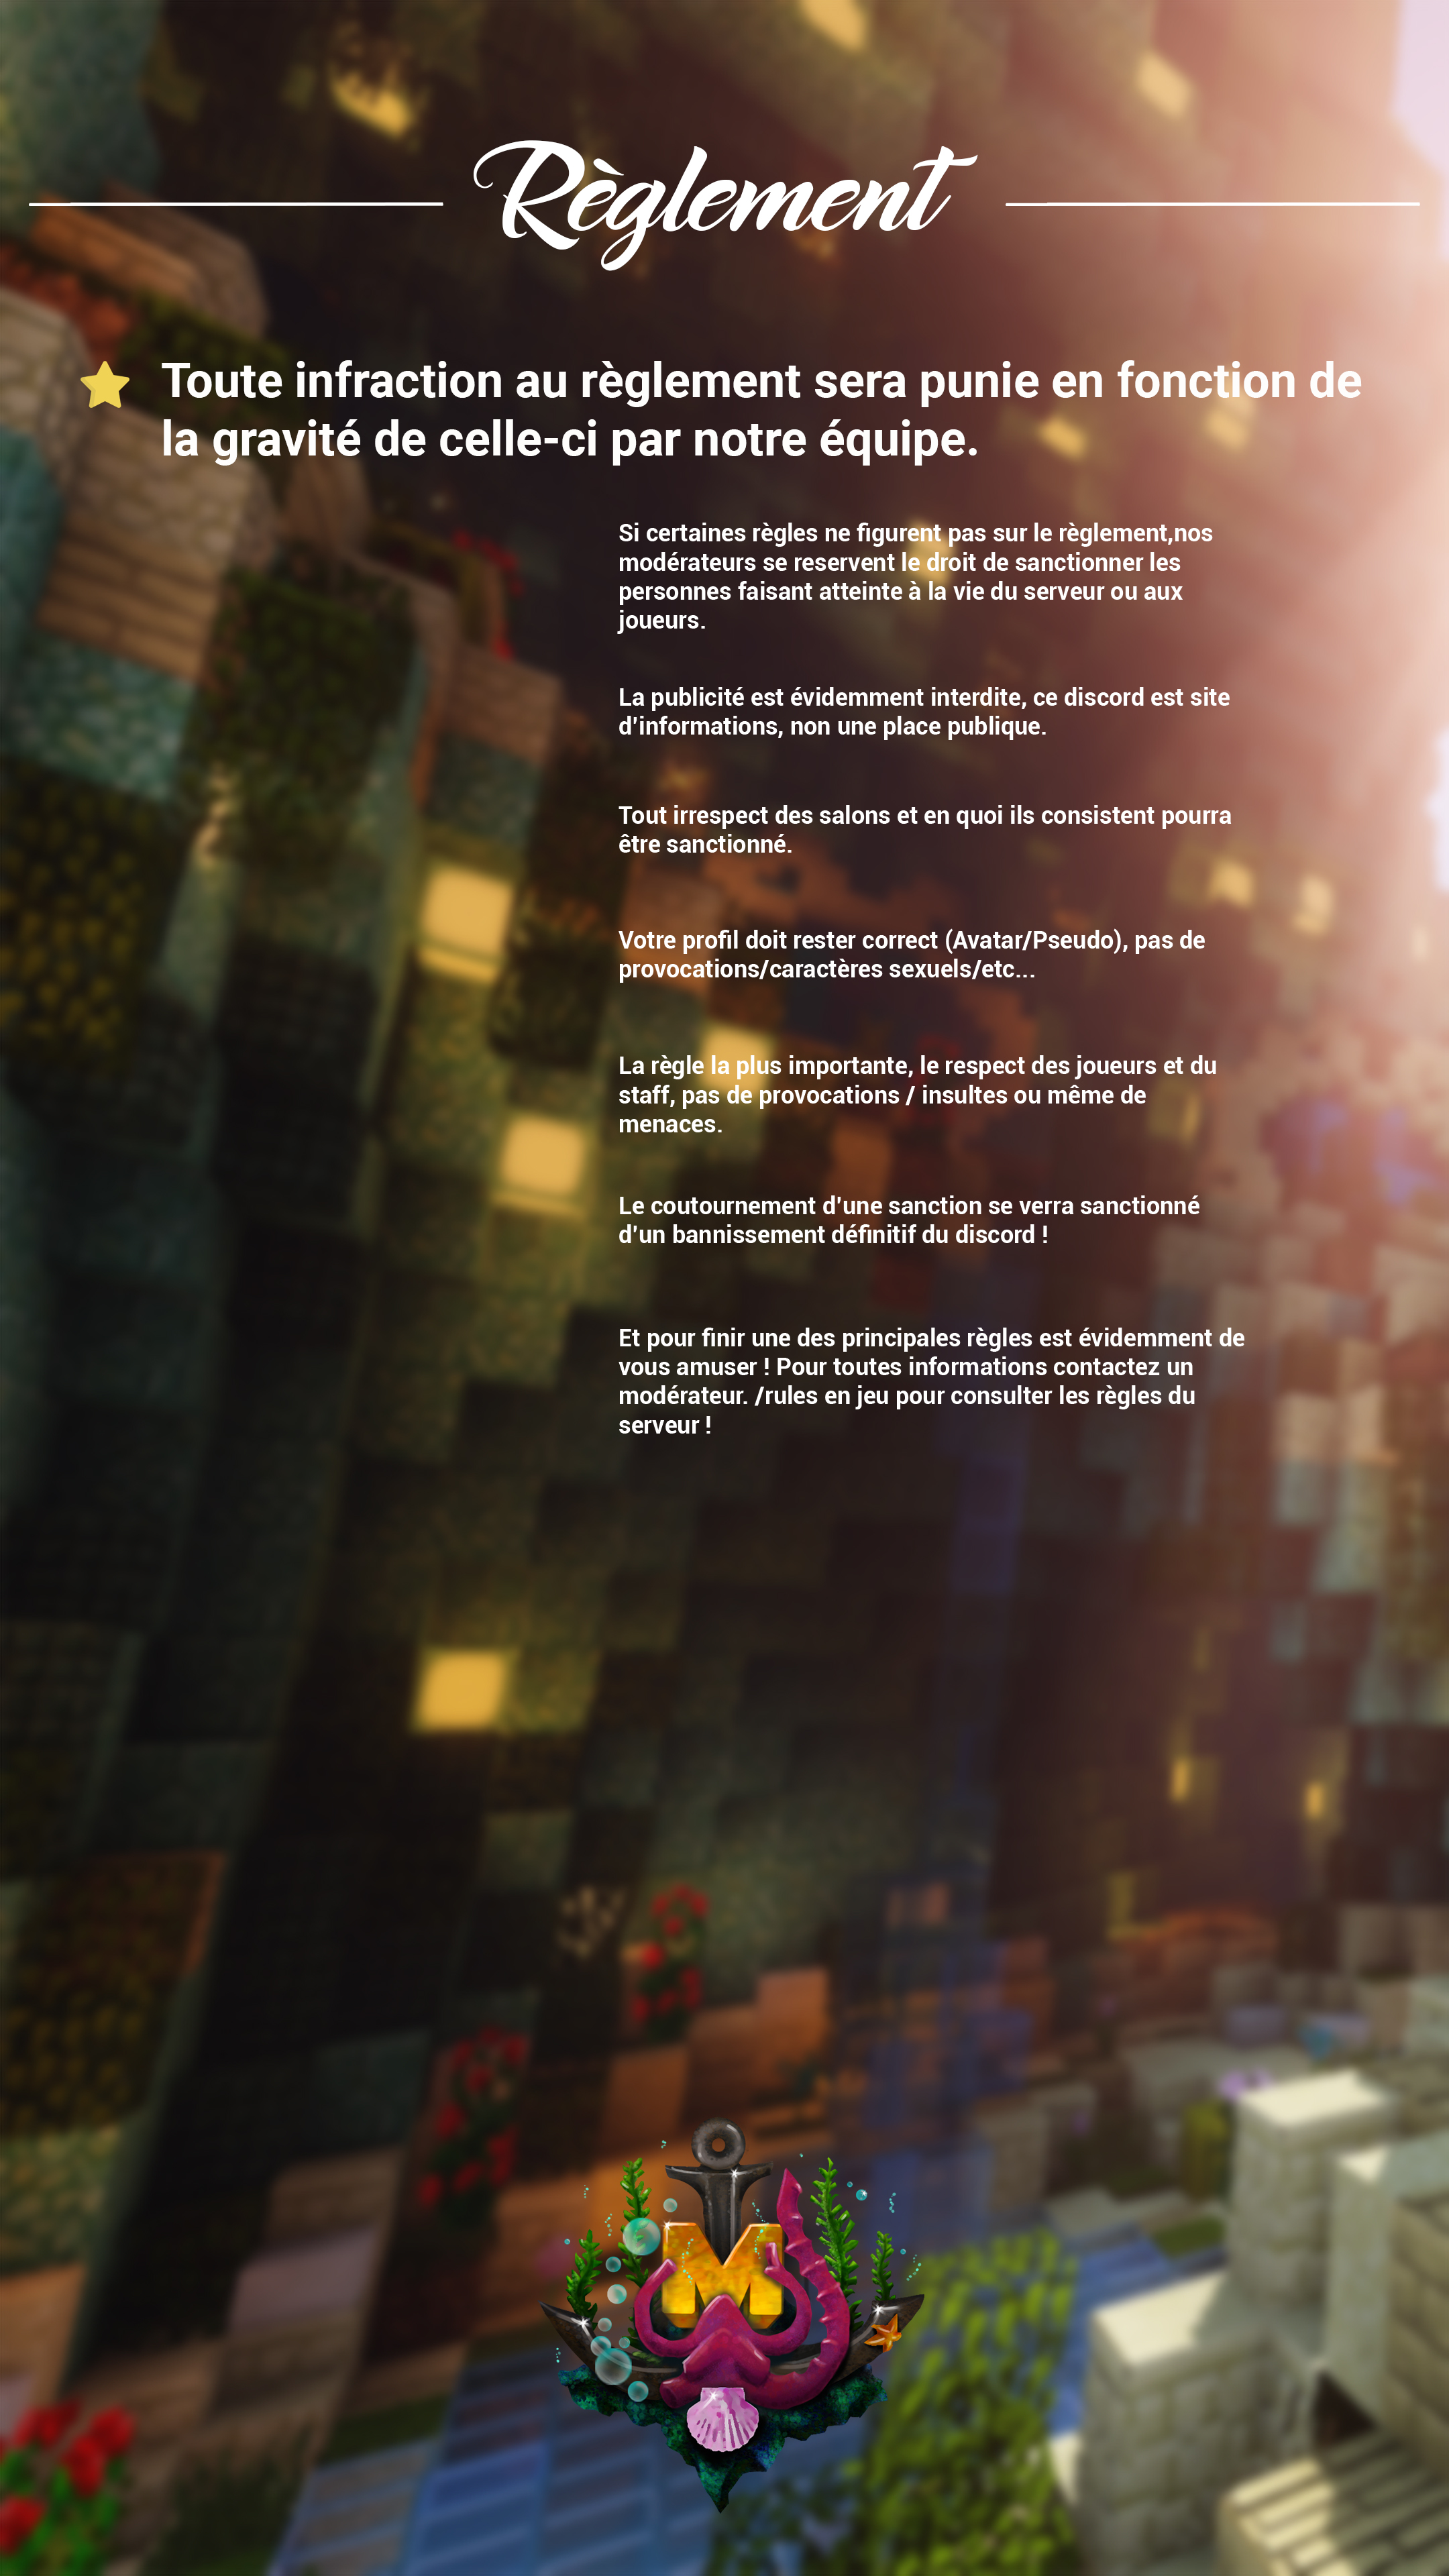 Règlement
Toute infraction au règlement sera punie en fonction de
la gravité de celle-ci par notre équipe.
Si certaines règles ne figurent pas sur le règlement,nos
modérateurs se reservent le droit de sanctionner les
personnes faisant atteinte à la vie du serveur ou aux
joueurs.
La publicité est évidemment interdite, ce discord est site
d'informations, non une place publique.
Tout irrespect des salons et en quoi ils consistent pourra
être sanctionné.
Votre profil doit rester correct (Avatar/Pseudo), pas de
provocations/caractères sexuels/etc...
La règle la plus importante, le respect des joueurs et du
staff, pas de provocations / insultes ou même de
menaces.
Le coutournement d'une sanction se verra sanctionné
d'un bannissement définitif du discord !
Et pour finir une des principales règles est évidemment de
vous amuser ! Pour toutes informations contactez un
modérateur. /rules en jeu pour consulter les règles du
serveur !
M